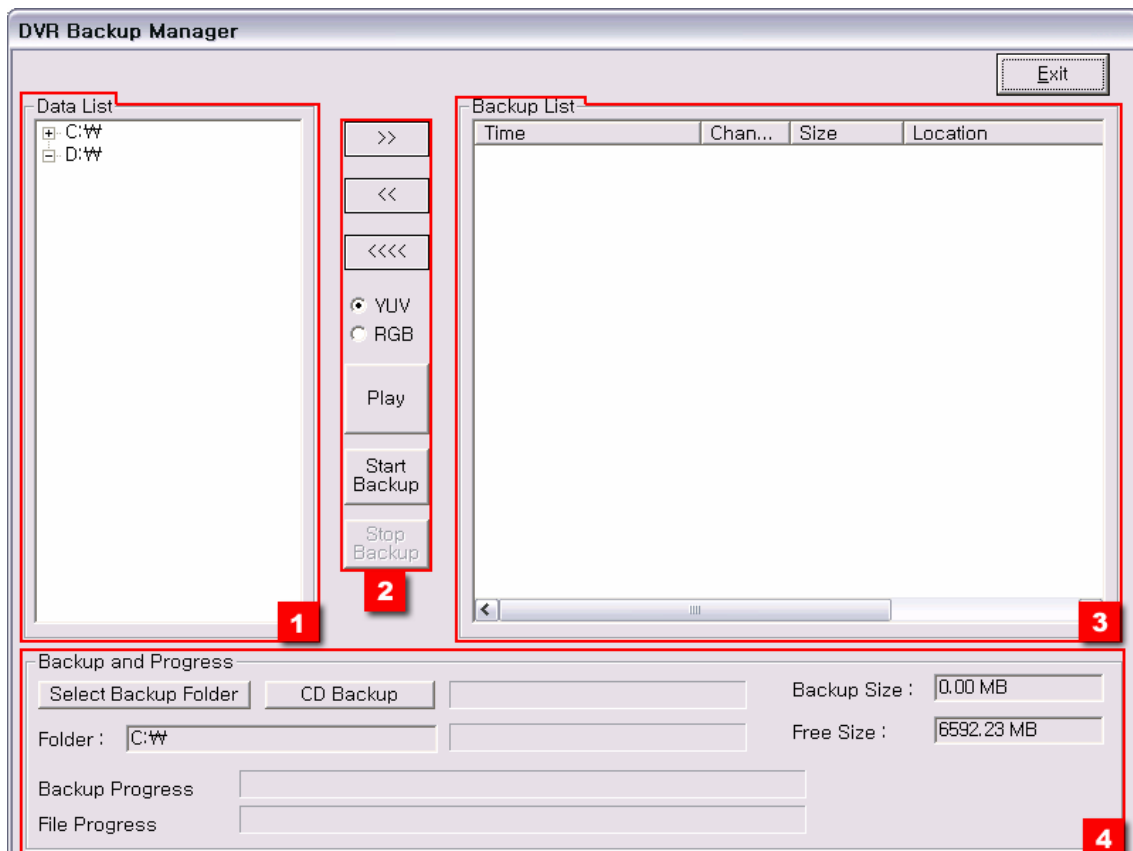 DVR Backup Manager
Exit
Data List
C:₩
D:₩
1
>>
<<
<<<<
YUV
RGB
Play
Start
Backup
Stop
Backup
2
Backup List
Time Chan... Size Location
3
Backup and Progress
Select Backup Folder CD Backup Backup Size : 0.00 MB
Folder : C:₩ Free Size : 6592.23 MB
Backup Progress
File Progress
4